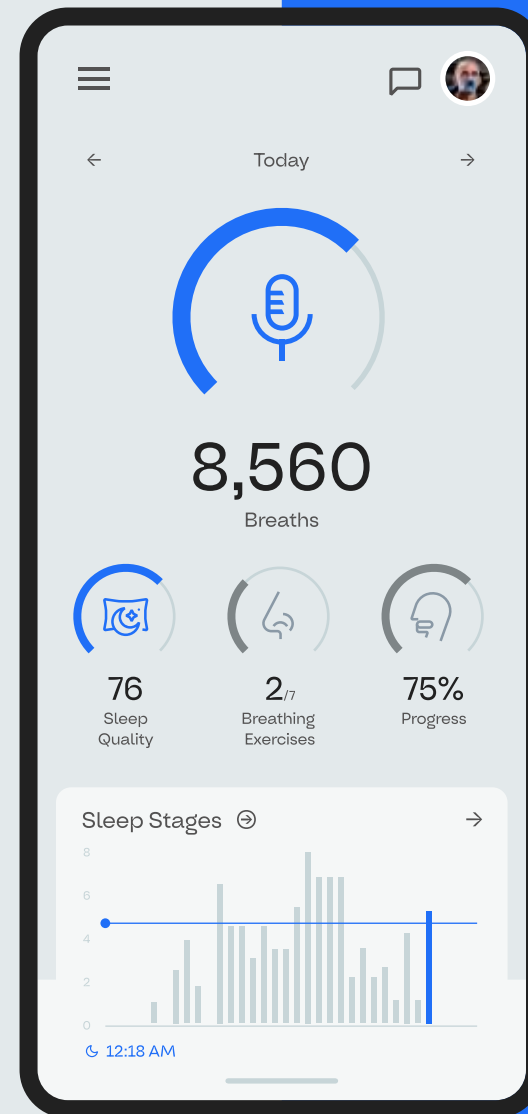 Today
8,560
Breaths
76
Sleep
Quality
2/7
Breathing
Exercises
75%
Progress
Sleep Stages
8
6
4
2
0
12:18 AM